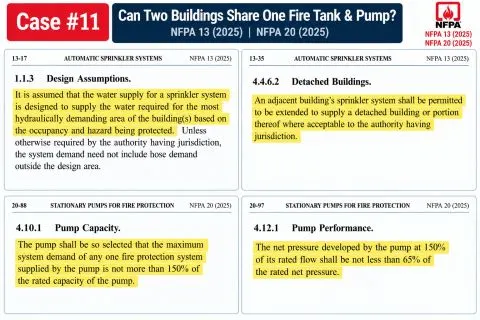 Case #11
Can Two Buildings Share One Fire Tank & Pump?
NFPA 13 (2025) | NFPA 20 (2025)
NFPA
NFPA 13 (2025)
NFPA 20 (2025)
13-17 AUTOMATIC SPRINKLER SYSTEMS NFPA 13 (2025)
1.1.3 Design Assumptions.
It is assumed that the water supply for a sprinkler system
is designed to supply the water required for the most
hydraulically demanding area of the building(s) based
on the occupancy and hazard being protected. Unless
otherwise required by the authority having jurisdiction,
the system demand need not include hose demand
outside the design area.
13-35 AUTOMATIC SPRINKLER SYSTEMS NFPA 13 (2025)
4.4.6.2 Detached Buildings.
An adjacent building's sprinkler system shall be permitted
to be extended to supply a detached building or portion
thereof where acceptable to the authority having
jurisdiction.
20-88 STATIONARY PUMPS FOR FIRE PROTECTION NFPA 20 (2025)
4.10.1 Pump Capacity.
The pump shall be so selected that the maximum
system demand of any one fire protection system
supplied by the pump is not more than 150% of
the rated capacity of the pump.
20-97 STATIONARY PUMPS FOR FIRE PROTECTION NFPA 20 (2025)
4.12.1 Pump Performance.
The net pressure developed by the pump at 150%
of its rated flow shall be not less than 65% of
the rated net pressure.